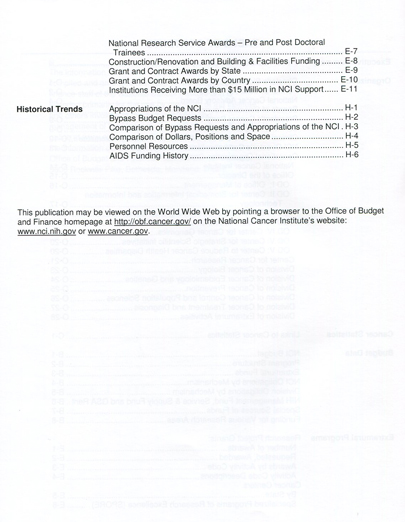 National Research Service Awards – Pre and Post Doctoral
Trainees ........ E-7
Construction/Renovation and Building & Facilities Funding ........ E-8
Grant and Contract Awards by State ........ E-9
Grant and Contract Awards by Country ........ E-10
Institutions Receiving More than $15 Million in NCI Support ...... E-11
Historical Trends Appropriations of the NCI ........ H-1
Bypass Budget Requests ........ H-2
Comparison of Bypass Requests and Appropriations of the NCI . H-3
Comparison of Dollars, Positions and Space ........ H-4
Personnel Resources ........ H-5
AIDS Funding History ........ H-6
This publication may be viewed on the World Wide Web by pointing a browser to the Office of Budget
and Finance homepage at http://obf.cancer.gov/ on the National Cancer Institute's website:
www.nci.nih.gov or www.cancer.gov.